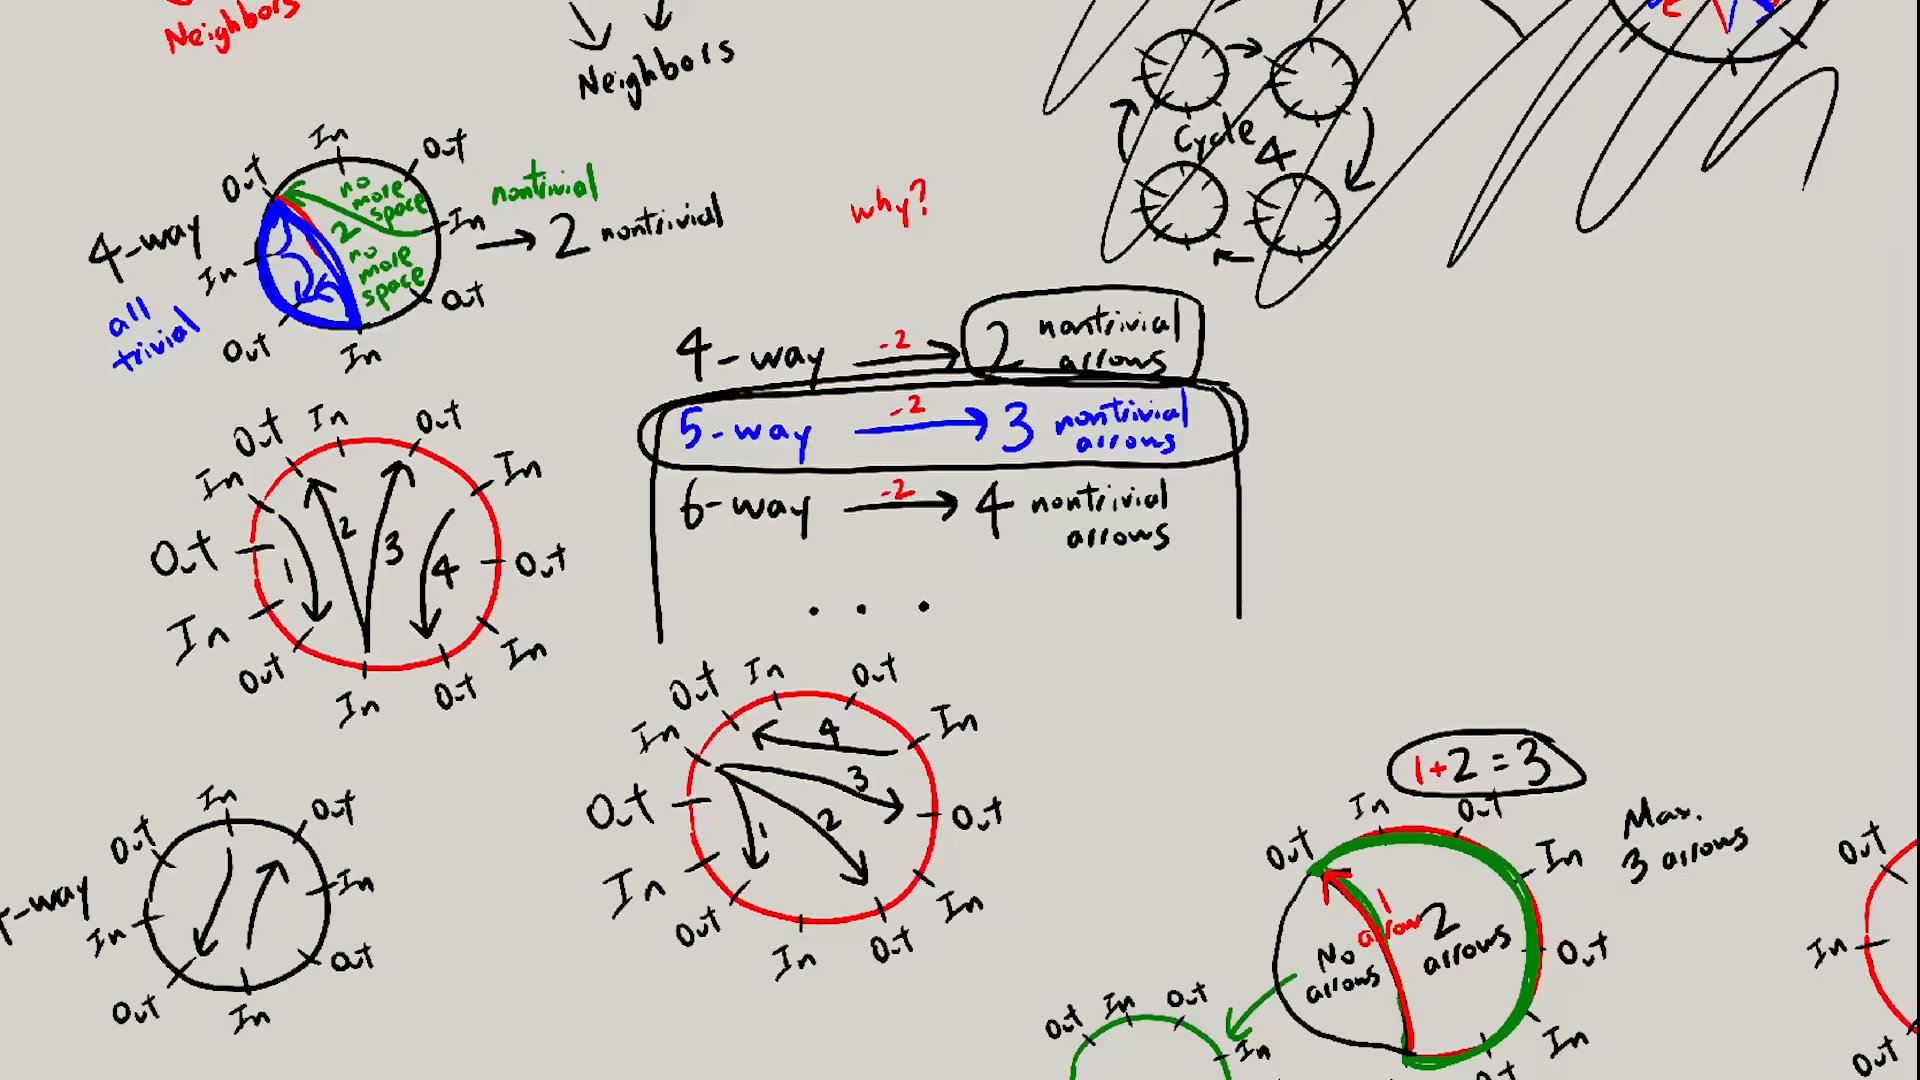 Neighbors
Neighbors
Cycle 4
4-way
all trivial
Out
In
Out
In
Out
In
Out
In
no more space
2
no more space
nontrivial
2 nontrivial
why?
4-way -2 2 nontrivial arrows
5-way -2 3 nontrivial arrows
6-way -2 4 nontrivial arrows
. . .
Out
In
Out
In
Out
In
Out
In
Out
In
Out
In
1
2
3
4
Out
In
Out
In
Out
In
Out
In
Out
In
Out
In
1
2
3
4
-way
Out
In
Out
In
Out
In
Out
In
1+2=3
Max.
3 arrows
Out
In
Out
In
Out
In
Out
1 arrow
2 arrows
No arrows
Out
In
Out
In
Out
In
Out